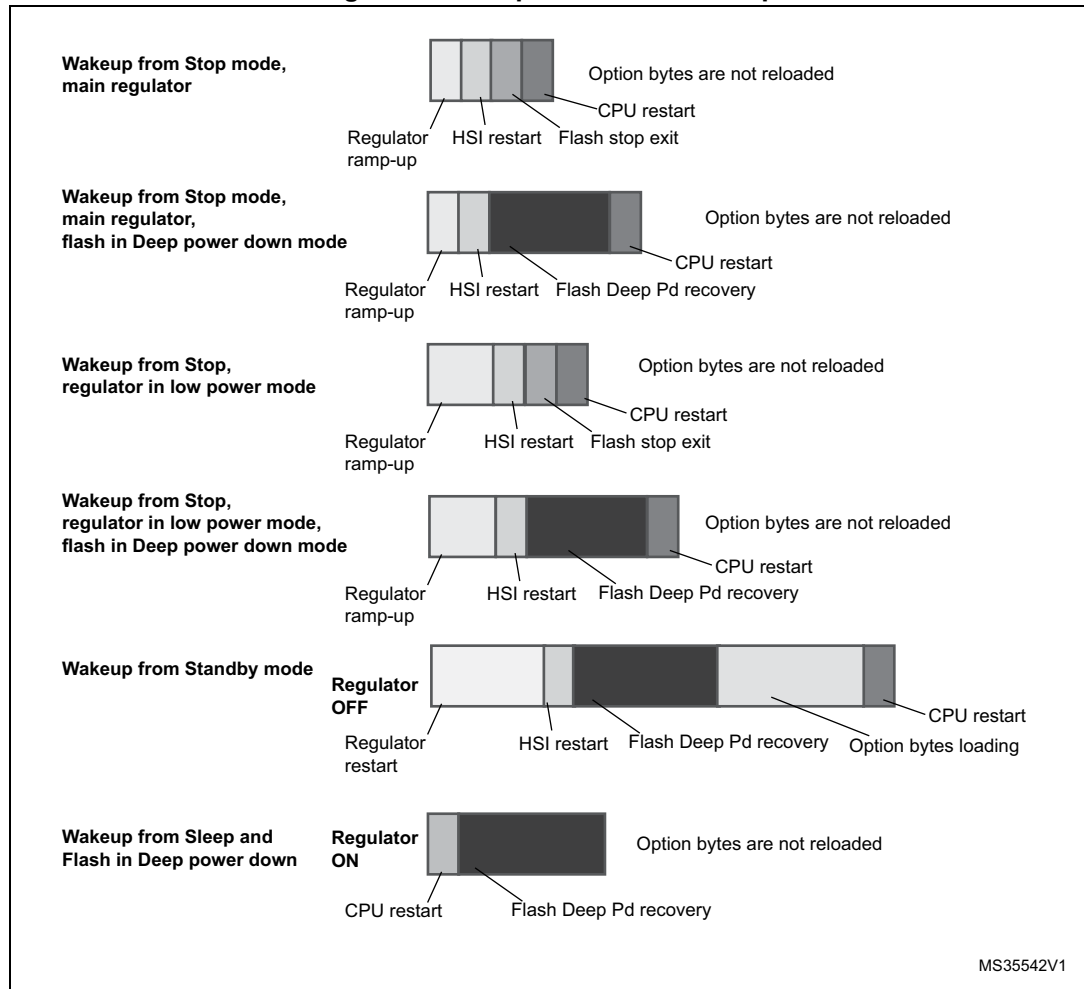 Wakeup from Stop mode,
main regulator
Option bytes are not reloaded
CPU restart
Regulator
ramp-up
HSI restart
Flash stop exit
Wakeup from Stop mode,
main regulator,
flash in Deep power down mode
Option bytes are not reloaded
CPU restart
Regulator
ramp-up
HSI restart
Flash Deep Pd recovery
Wakeup from Stop,
regulator in low power mode
Option bytes are not reloaded
CPU restart
Regulator
ramp-up
HSI restart
Flash stop exit
Wakeup from Stop,
regulator in low power mode,
flash in Deep power down mode
Option bytes are not reloaded
CPU restart
Regulator
ramp-up
HSI restart
Flash Deep Pd recovery
Wakeup from Standby mode
Regulator
OFF
CPU restart
Regulator
restart
HSI restart
Flash Deep Pd recovery
Option bytes loading
Wakeup from Sleep and
Flash in Deep power down
Regulator
ON
Option bytes are not reloaded
CPU restart
Flash Deep Pd recovery
MS35542V1